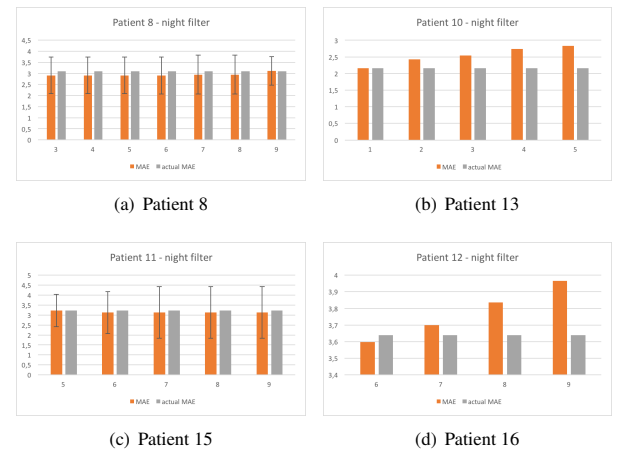 Patient 8 - night filter
4,5
4
3,5
3
2,5
2
1,5
1
0,5
0
3 4 5 6 7 8 9
MAE actual MAE
(a) Patient 8
Patient 10 - night filter
3
2,5
2
1,5
1
0,5
0
1 2 3 4 5
MAE actual MAE
(b) Patient 13
Patient 11 - night filter
5
4,5
4
3,5
3
2,5
2
1,5
1
0,5
0
5 6 7 8 9
MAE actual MAE
(c) Patient 15
Patient 12 - night filter
4
3,9
3,8
3,7
3,6
3,5
3,4
6 7 8 9
MAE actual MAE
(d) Patient 16